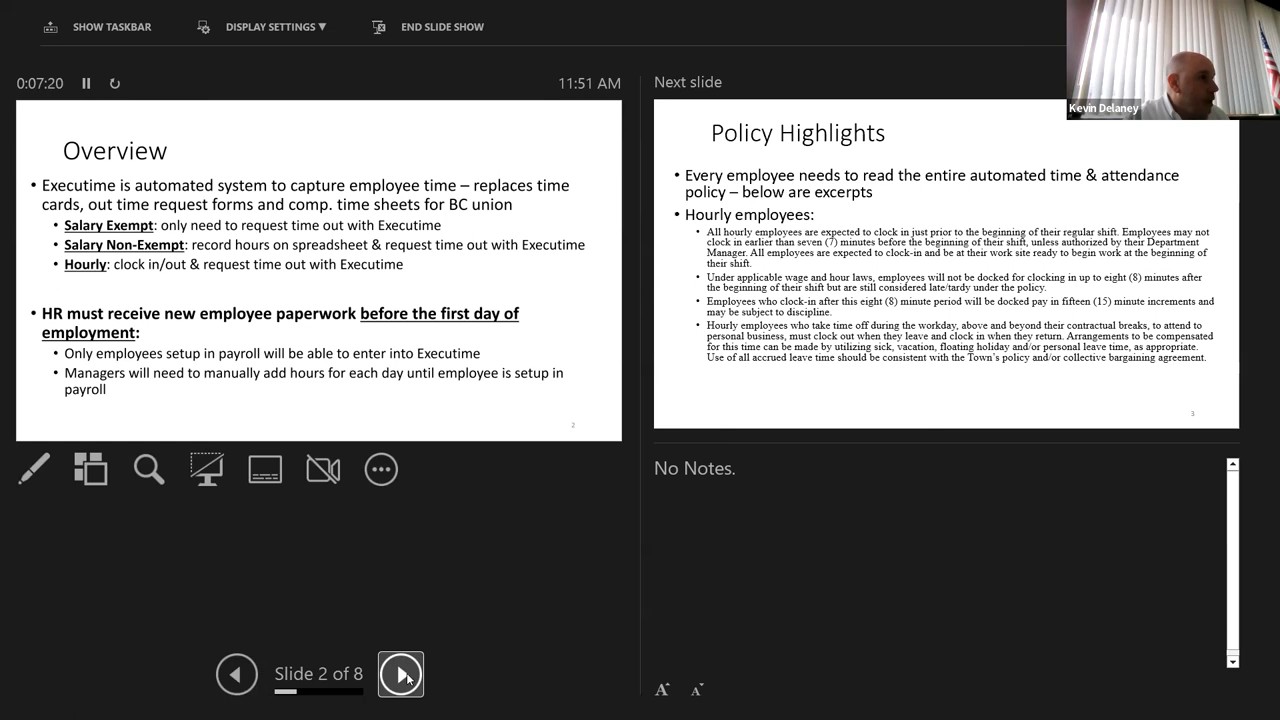 SHOW TASKBAR
DISPLAY SETTINGS ▼
END SLIDE SHOW
0:07:20
11:51 AM
Overview
• Executime is automated system to capture employee time – replaces time
cards, out time request forms and comp. time sheets for BC union
• Salary Exempt: only need to request time out with Executime
• Salary Non-Exempt: record hours on spreadsheet & request time out with Executime
• Hourly: clock in/out & request time out with Executime
• HR must receive new employee paperwork before the first day of
employment:
• Only employees setup in payroll will be able to enter into Executime
• Managers will need to manually add hours for each day until employee is setup in
payroll
2
Slide 2 of 8
Next slide
Kevin Delaney
Policy Highlights
• Every employee needs to read the entire automated time & attendance
policy – below are excerpts
• Hourly employees:
• All hourly employees are expected to clock in just prior to the beginning of their regular shift. Employees may not
clock in earlier than seven (7) minutes before the beginning of their shift, unless authorized by their Department
Manager. All employees are expected to clock-in and be at their work site ready to begin work at the beginning of
their shift.
• Under applicable wage and hour laws, employees will not be docked for clocking in up to eight (8) minutes after
the beginning of their shift but are still considered late/tardy under the policy.
• Employees who clock-in after this eight (8) minute period will be docked pay in fifteen (15) minute increments and
may be subject to discipline.
• Hourly employees who take time off during the workday, above and beyond their contractual breaks, to attend to
personal business, must clock out when they leave and clock in when they return. Arrangements to be compensated
for this time can be made by utilizing sick, vacation, floating holiday and/or personal leave time, as appropriate.
Use of all accrued leave time should be consistent with the Town's policy and/or collective bargaining agreement.
3
No Notes.
A A